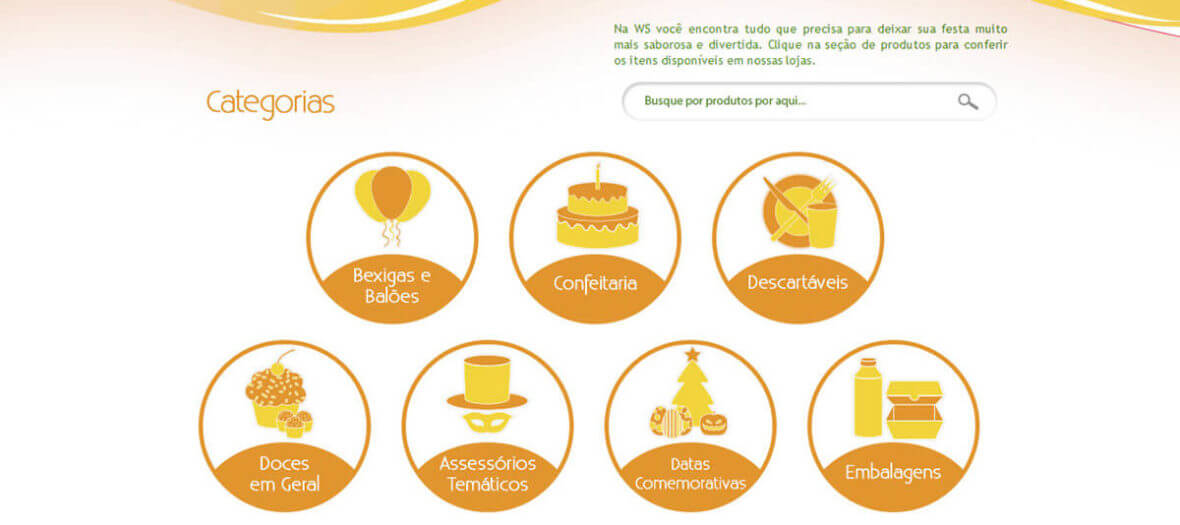 Na WS você encontra tudo que precisa para deixar sua festa muito
mais saborosa e divertida. Clique na seção de produtos para conferir
os itens disponíveis em nossas lojas.
Categorias
Busque por produtos por aqui...
Bexigas e
Balões
Confeitaria
Descartáveis
Doces
em Geral
Assessórios
Temáticos
Datas
Comemorativas
Embalagens